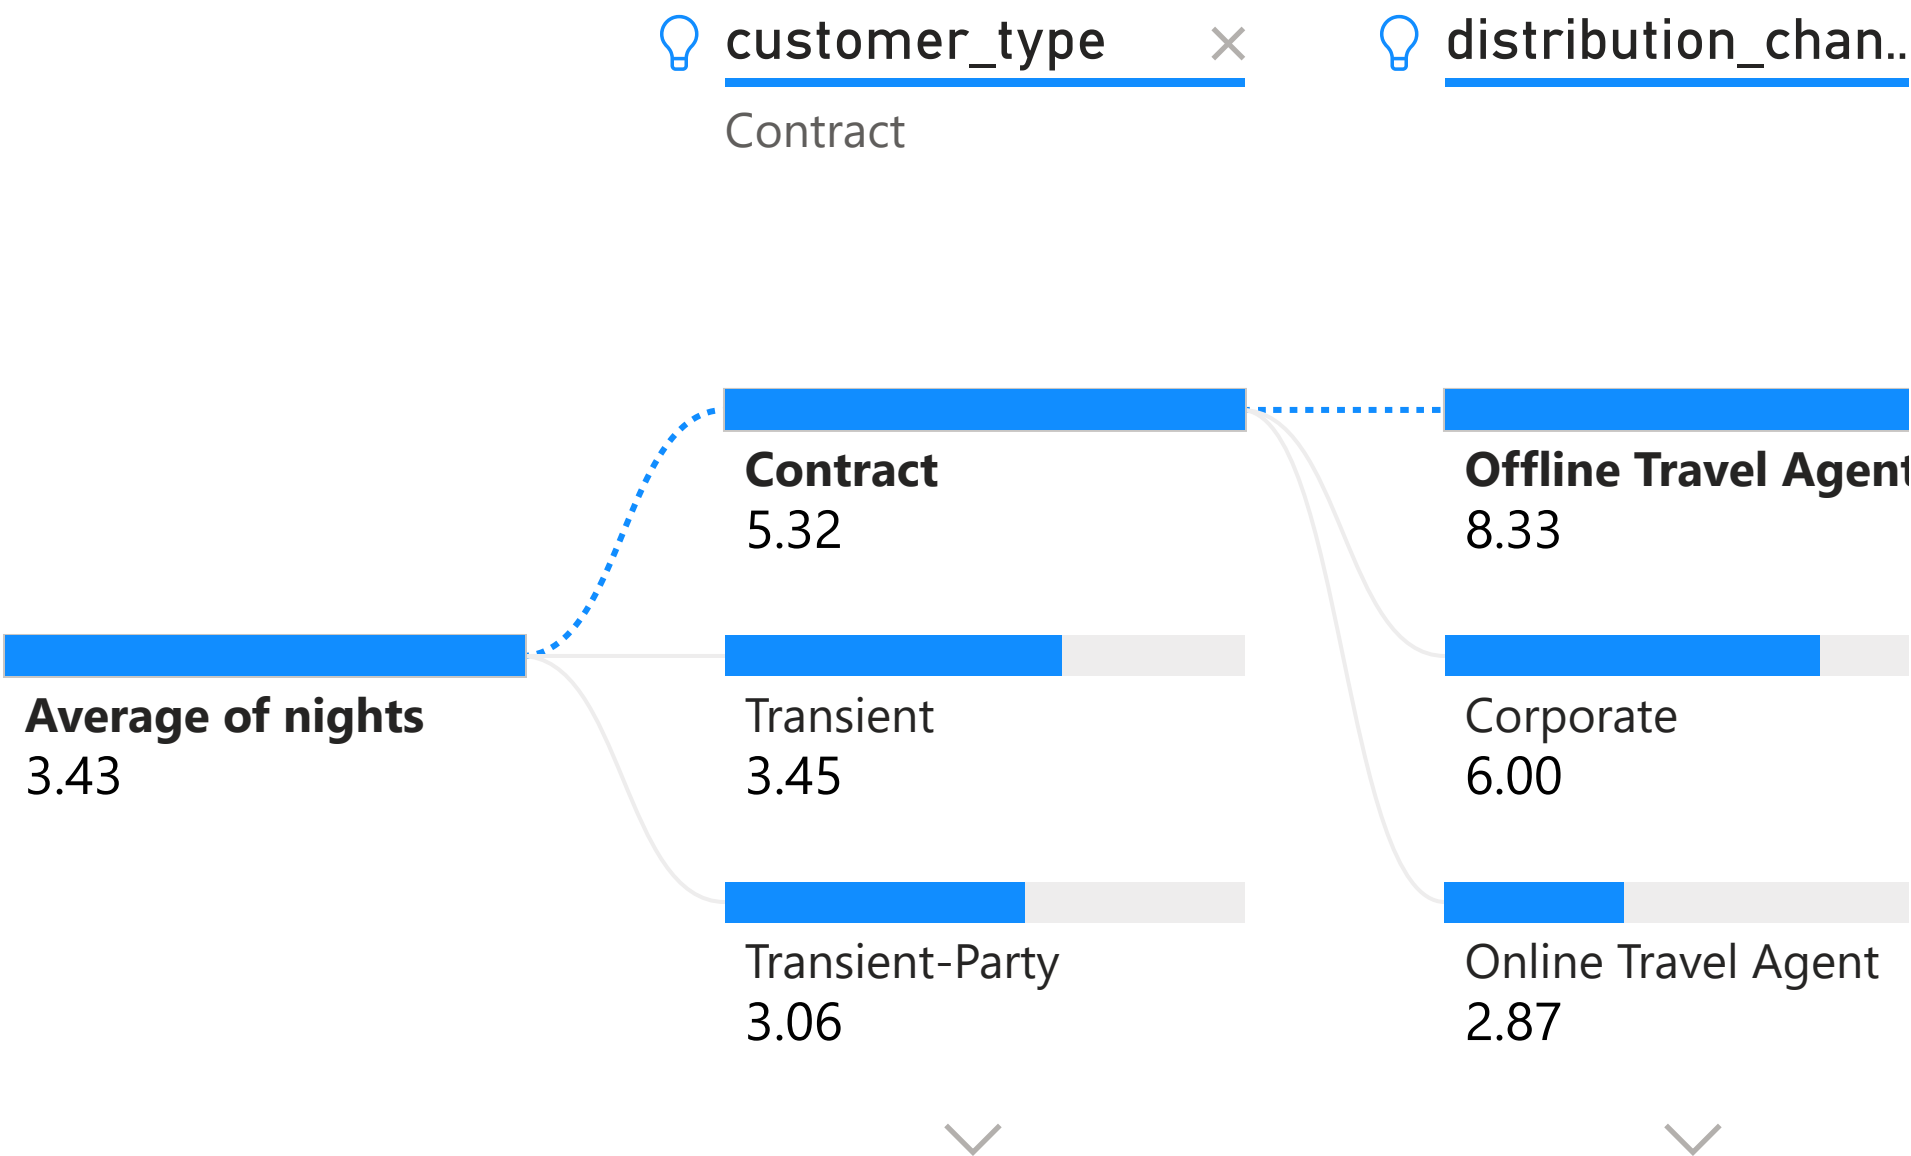 customer_type
distribution_chan..
Contract
Contract
5.32
Offline Travel Agent
8.33
Average of nights
3.43
Transient
3.45
Corporate
6.00
Transient-Party
3.06
Online Travel Agent
2.87